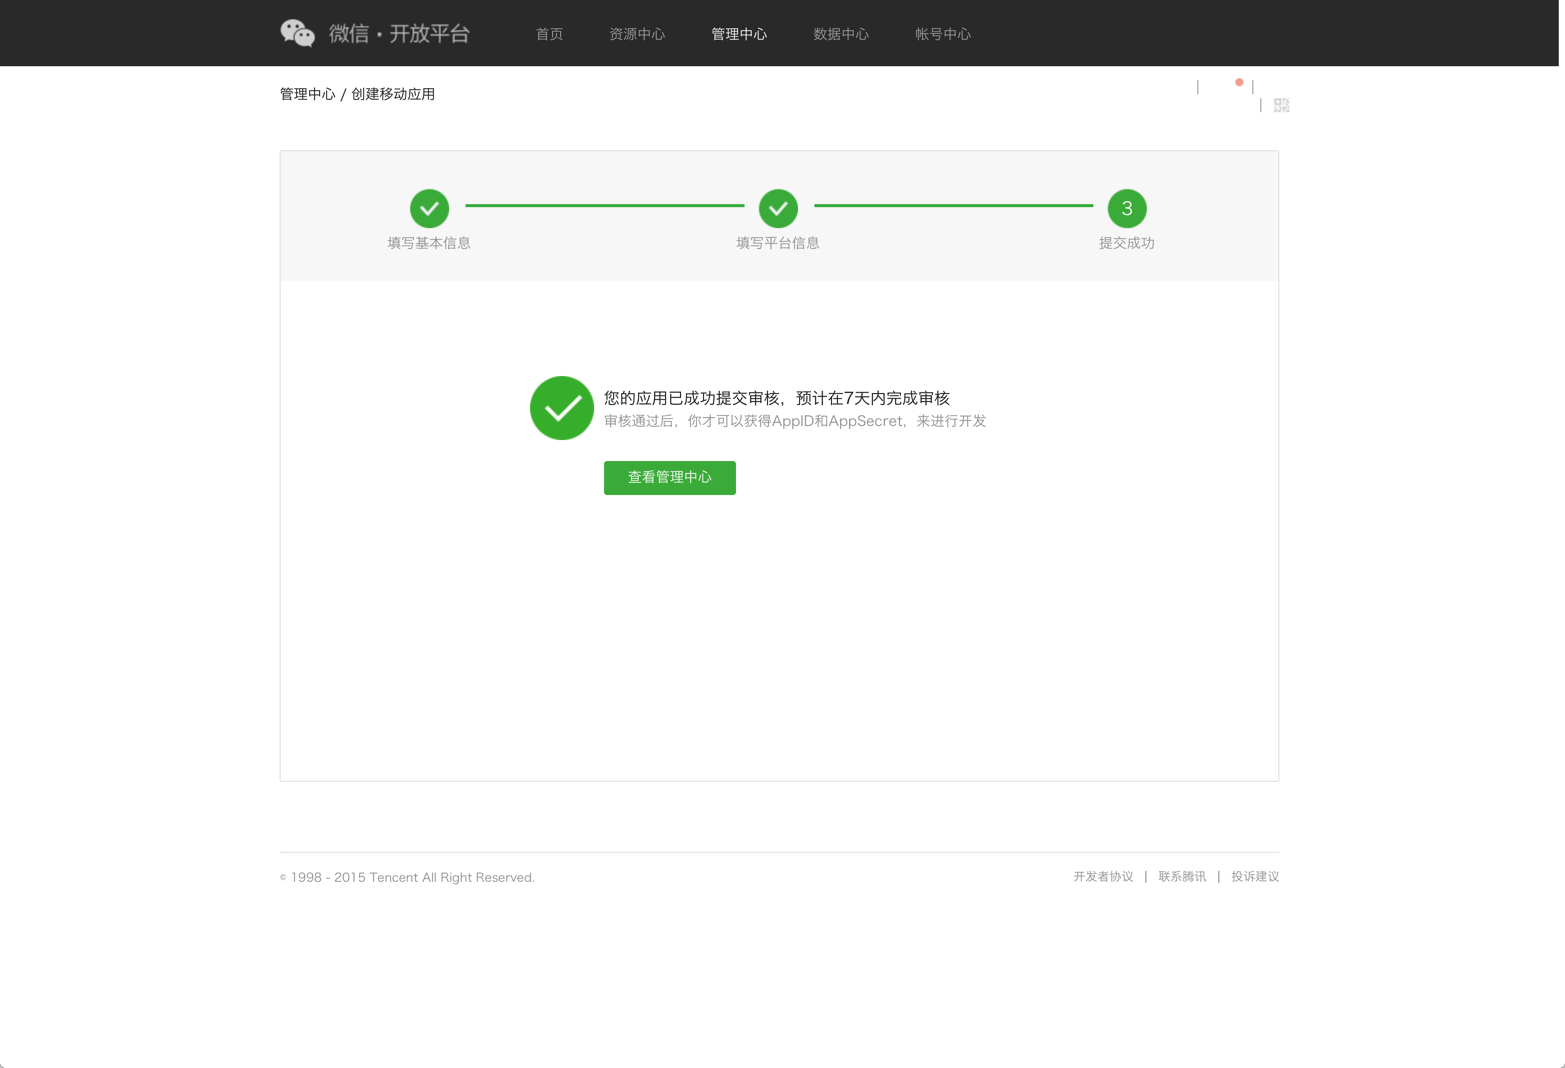 微信·开放平台 首页 资源中心 管理中心 数据中心 帐号中心
管理中心 / 创建移动应用
3
填写基本信息 填写平台信息 提交成功
您的应用已成功提交审核，预计在7天内完成审核
审核通过后，你才可以获得AppID和AppSecret，来进行开发
查看管理中心
© 1998 - 2015 Tencent All Right Reserved. 开发者协议 | 联系腾讯 | 投诉建议